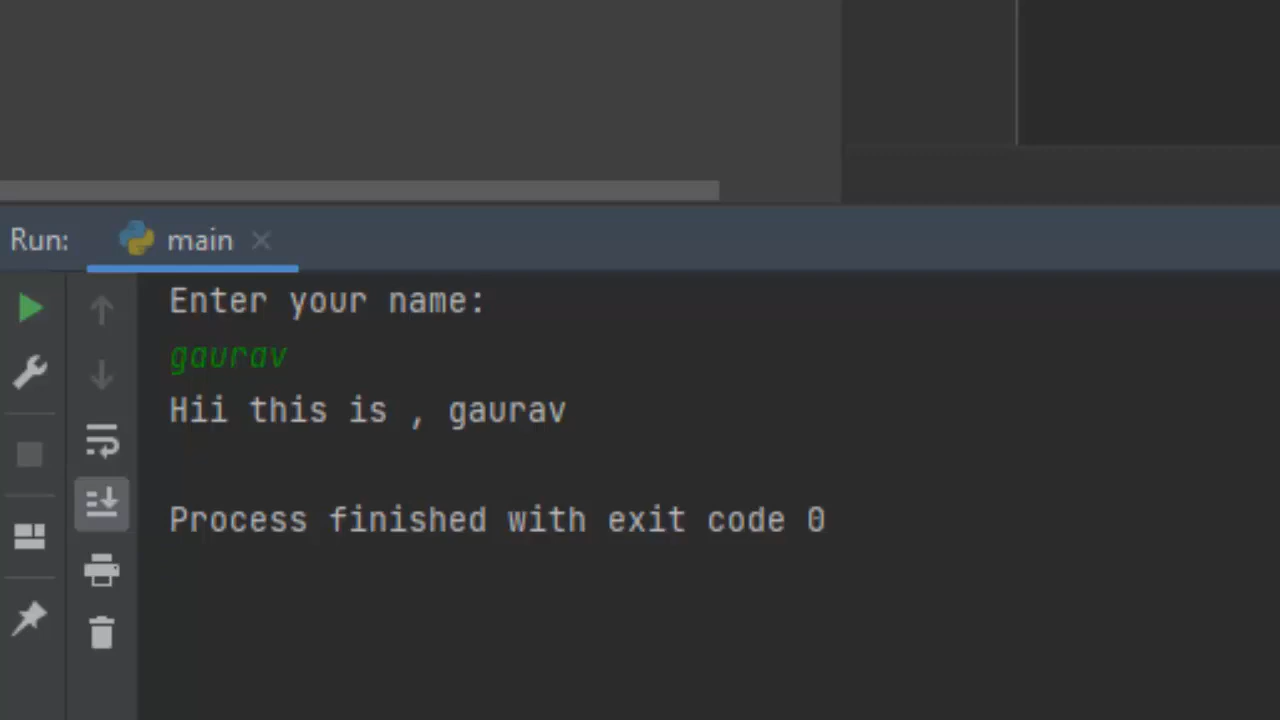 Run: main
Enter your name:
gaurav
Hii this is , gaurav
Process finished with exit code 0